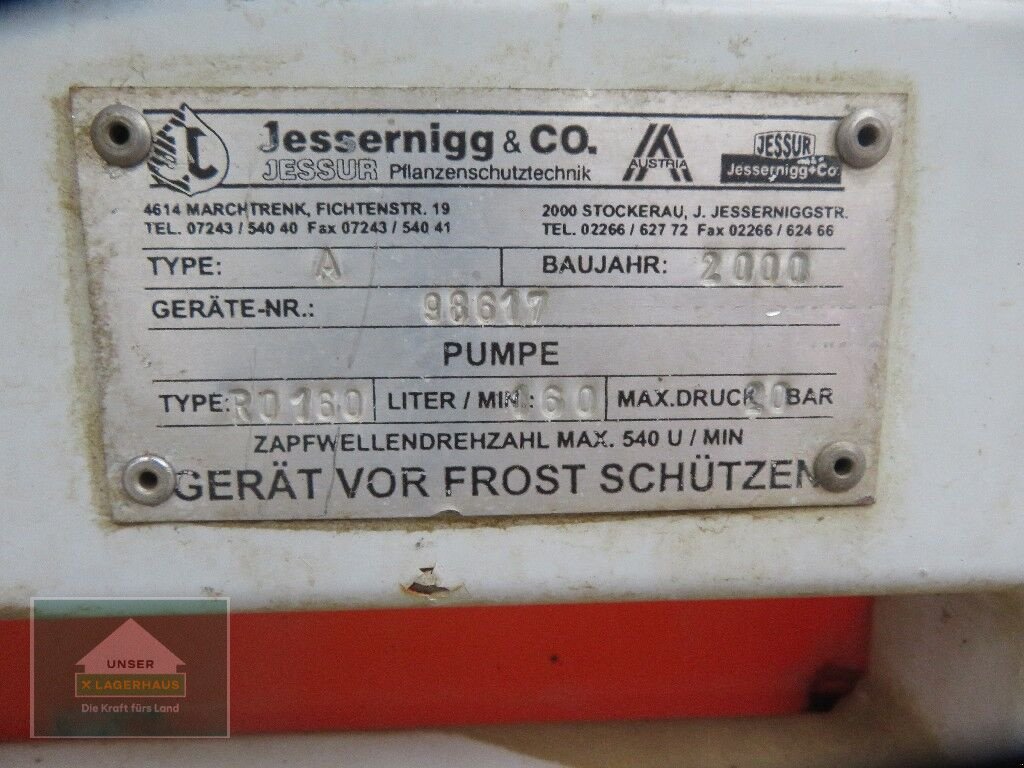 Jessernigg & CO.
JESSUR Pflanzenschutztechnik
AUSTRIA
JESSUR
Jessernigg+Co
4614 MARCHTRENK, FICHTENSTR. 19
TEL. 07243 / 540 40 Fax 07243 / 540 41
2000 STOCKERAU, J. JESSERNIGGSTR.
TEL. 02266 / 627 72 Fax 02266 / 624 66
TYPE: A BAUJAHR: 2000
GERÄTE-NR.: 98617
PUMPE
TYPE: RO160 LITER / MIN.: 160 MAX.DRUCK 20 BAR
ZAPFWELLENDREHZAHL MAX. 540 U / MIN
GERÄT VOR FROST SCHÜTZEN
UNSER
X LAGERHAUS
Die Kraft fürs Land